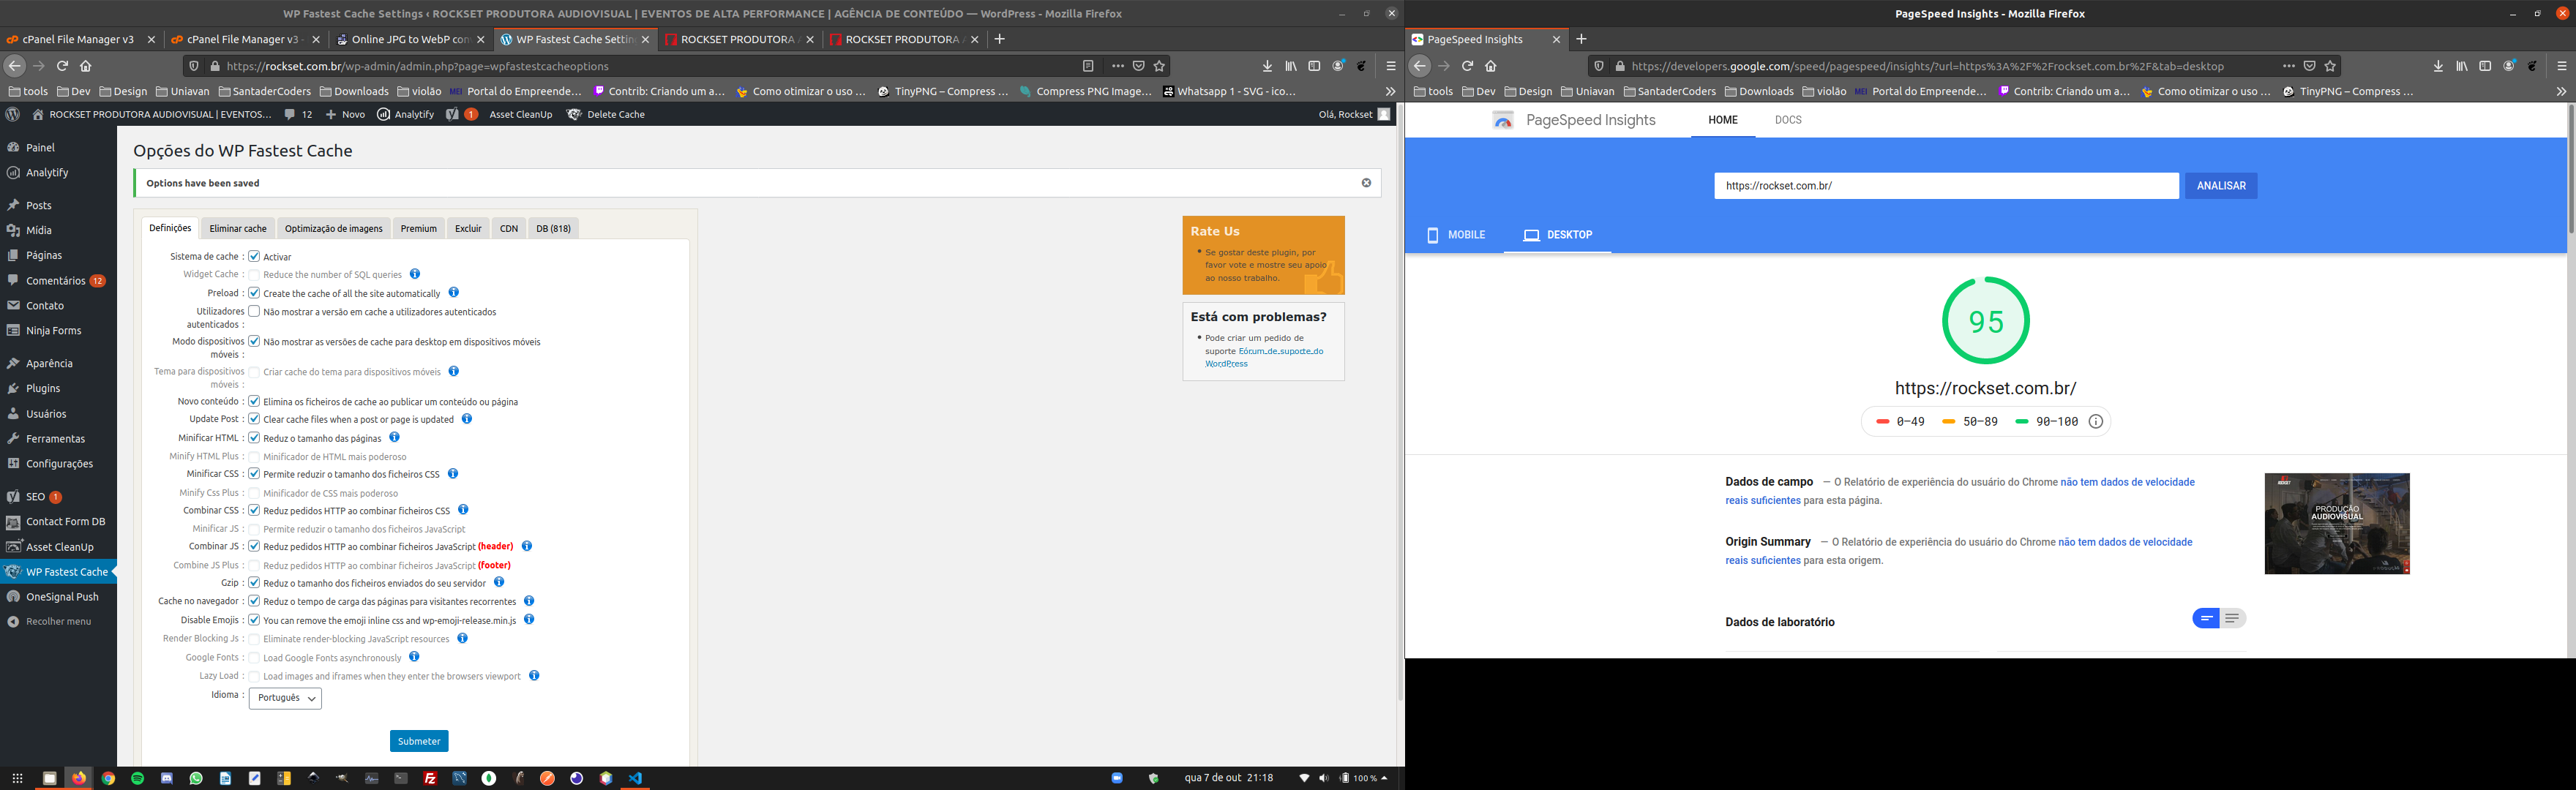 WP Fastest Cache Settings ‹ ROCKSET PRODUTORA AUDIOVISUAL | EVENTOS DE ALTA PERFORMANCE | AGÊNCIA DE CONTEÚDO — WordPress - Mozilla Firefox
cPanel File Manager v3
cPanel File Manager v3 -
Online JPG to WebP con
WP Fastest Cache Settin
ROCKSET PRODUTORA A
ROCKSET PRODUTORA A
https://rockset.com.br/wp-admin/admin.php?page=wpfastestcacheoptions
tools Dev Design Uniavan SantaderCoders Downloads violão MEI Portal do Empreende… Contrib: Criando um a… Como otimizar o uso … TinyPNG – Compress … Compress PNG Image… Whatsapp 1 - SVG - ico…
ROCKSET PRODUTORA AUDIOVISUAL | EVENTOS… 12 Novo Analytify 1 Asset CleanUp Delete Cache Olá, Rockset
Painel
Analytify
Posts
Mídia
Páginas
Comentários 12
Contato
Ninja Forms
Aparência
Plugins
Usuários
Ferramentas
Configurações
SEO 1
Contact Form DB
Asset CleanUp
WP Fastest Cache
OneSignal Push
Recolher menu
Opções do WP Fastest Cache
Options have been saved
Definições Eliminar cache Optimização de imagens Premium Excluir CDN DB (818)
Sistema de cache : Activar
Widget Cache : Reduce the number of SQL queries
Preload : Create the cache of all the site automatically
Utilizadores autenticados : Não mostrar a versão em cache a utilizadores autenticados
Modo dispositivos móveis : Não mostrar as versões de cache para desktop em dispositivos móveis
Tema para dispositivos móveis : Criar cache do tema para dispositivos móveis
Novo conteúdo : Elimina os ficheiros de cache ao publicar um conteúdo ou página
Update Post : Clear cache files when a post or page is updated
Minificar HTML : Reduz o tamanho das páginas
Minify HTML Plus : Minificador de HTML mais poderoso
Minificar CSS : Permite reduzir o tamanho dos ficheiros CSS
Minify Css Plus : Minificador de CSS mais poderoso
Combinar CSS : Reduz pedidos HTTP ao combinar ficheiros CSS
Minificar JS : Permite reduzir o tamanho dos ficheiros JavaScript
Combinar JS : Reduz pedidos HTTP ao combinar ficheiros JavaScript (header)
Combine JS Plus : Reduz pedidos HTTP ao combinar ficheiros JavaScript (footer)
Gzip : Reduz o tamanho dos ficheiros enviados do seu servidor
Cache no navegador : Reduz o tempo de carga das páginas para visitantes recorrentes
Disable Emojis : You can remove the emoji inline css and wp-emoji-release.min.js
Render Blocking Js : Eliminate render-blocking JavaScript resources
Google Fonts : Load Google Fonts asynchronously
Lazy Load : Load images and iframes when they enter the browsers viewport
Idioma : Português
Submeter
Rate Us
Se gostar deste plugin, por
favor vote e mostre seu apoio
ao nosso trabalho.
Está com problemas?
Pode criar um pedido de
suporte Fórum de suporte do
WordPress
qua 7 de out 21:18
100 %
PageSpeed Insights - Mozilla Firefox
PageSpeed Insights
https://developers.google.com/speed/pagespeed/insights/?url=https%3A%2F%2Frockset.com.br%2F&tab=desktop
tools Dev Design Uniavan SantaderCoders Downloads violão MEI Portal do Empreende… Contrib: Criando um a… Como otimizar o uso … TinyPNG – Compress …
PageSpeed Insights HOME DOCS
https://rockset.com.br/ ANALISAR
MOBILE DESKTOP
95
https://rockset.com.br/
0–49 50–89 90–100
Dados de campo — O Relatório de experiência do usuário do Chrome não tem dados de velocidade
reais suficientes para esta página.
Origin Summary — O Relatório de experiência do usuário do Chrome não tem dados de velocidade
reais suficientes para esta origem.
PRODUÇÃO
AUDIOVISUAL
Dados de laboratório